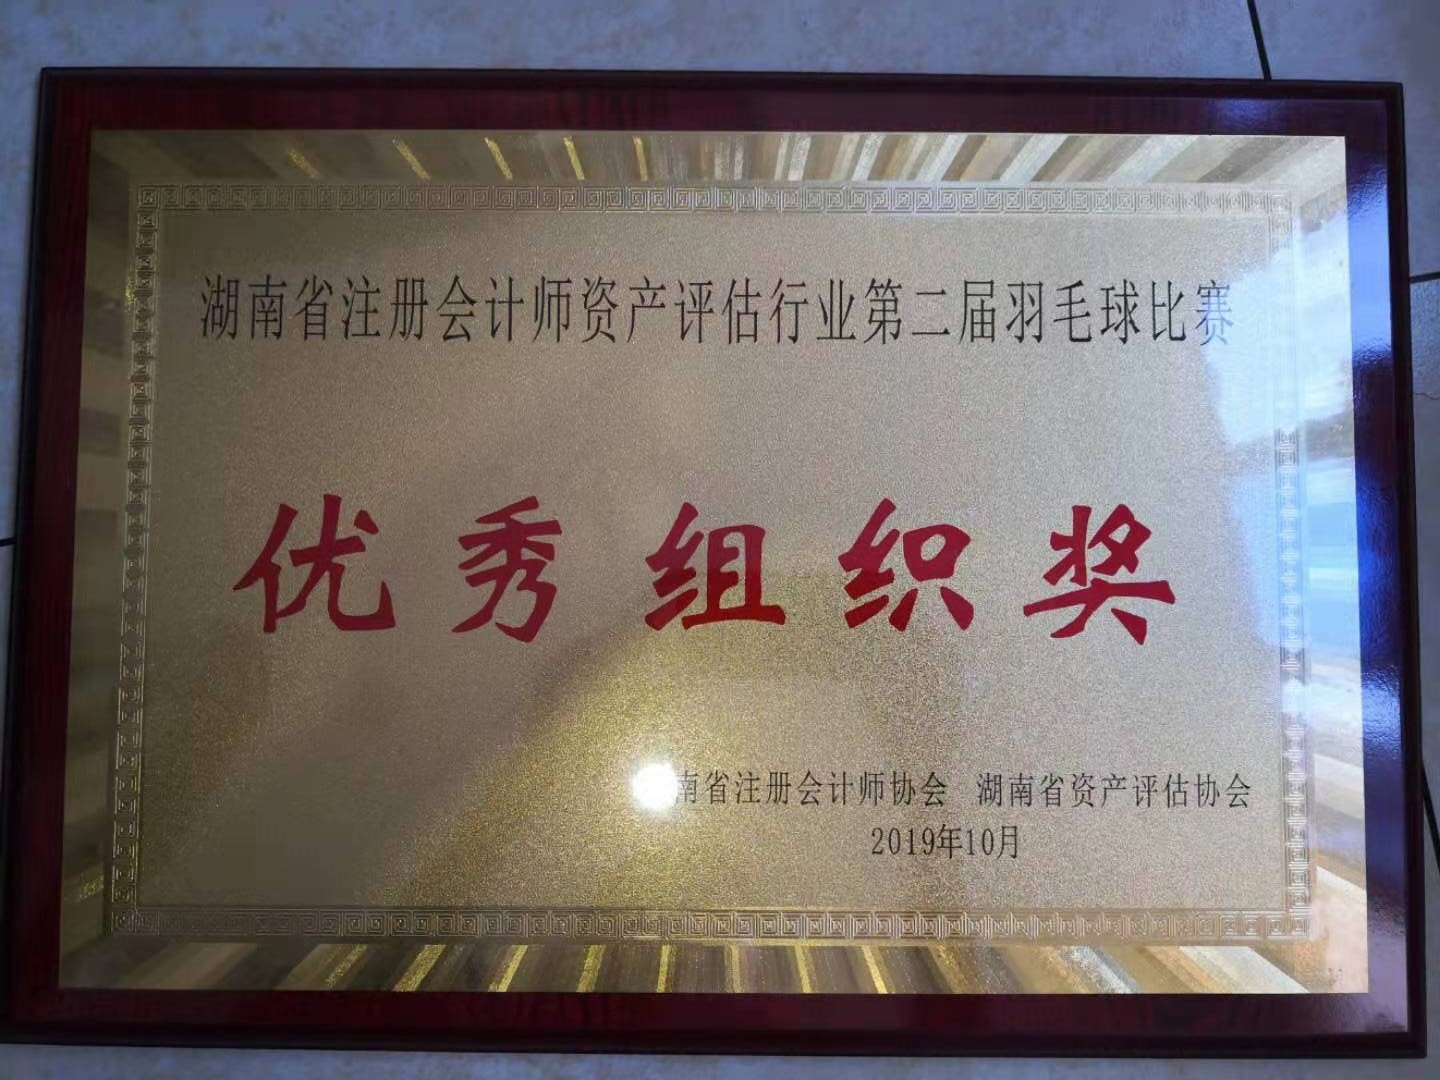 湖南省注册会计师资产评估行业第二届羽毛球比赛
优秀组织奖
南省注册会计师协会 湖南省资产评估协会
2019年10月